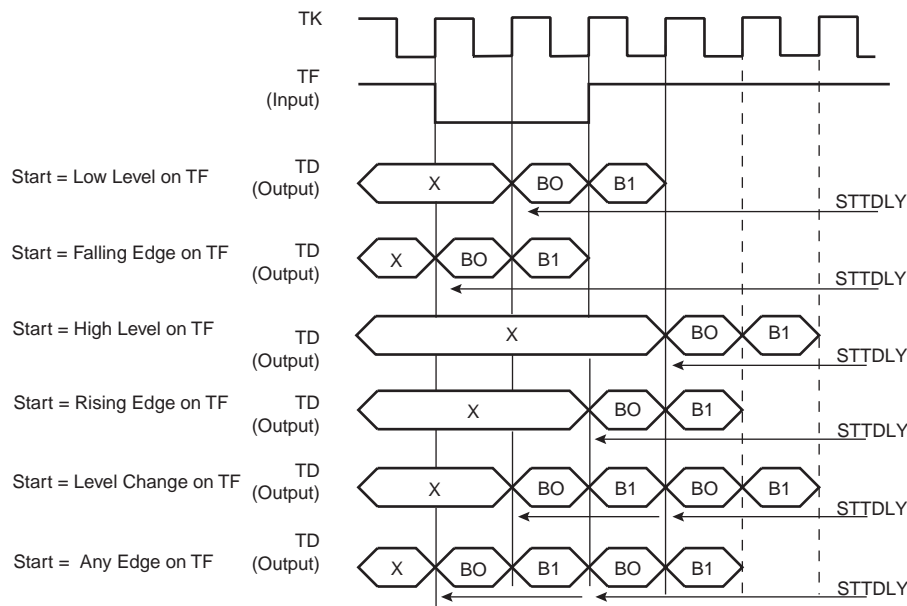 TK
TF
(Input)
Start = Low Level on TF
TD
(Output)
X
BO
B1
STTDLY
Start = Falling Edge on TF
TD
(Output)
X
BO
B1
STTDLY
Start = High Level on TF
TD
(Output)
X
BO
B1
STTDLY
Start = Rising Edge on TF
TD
(Output)
X
BO
B1
STTDLY
Start = Level Change on TF
TD
(Output)
X
BO
B1
BO
B1
STTDLY
Start = Any Edge on TF
TD
(Output)
X
BO
B1
BO
B1
STTDLY